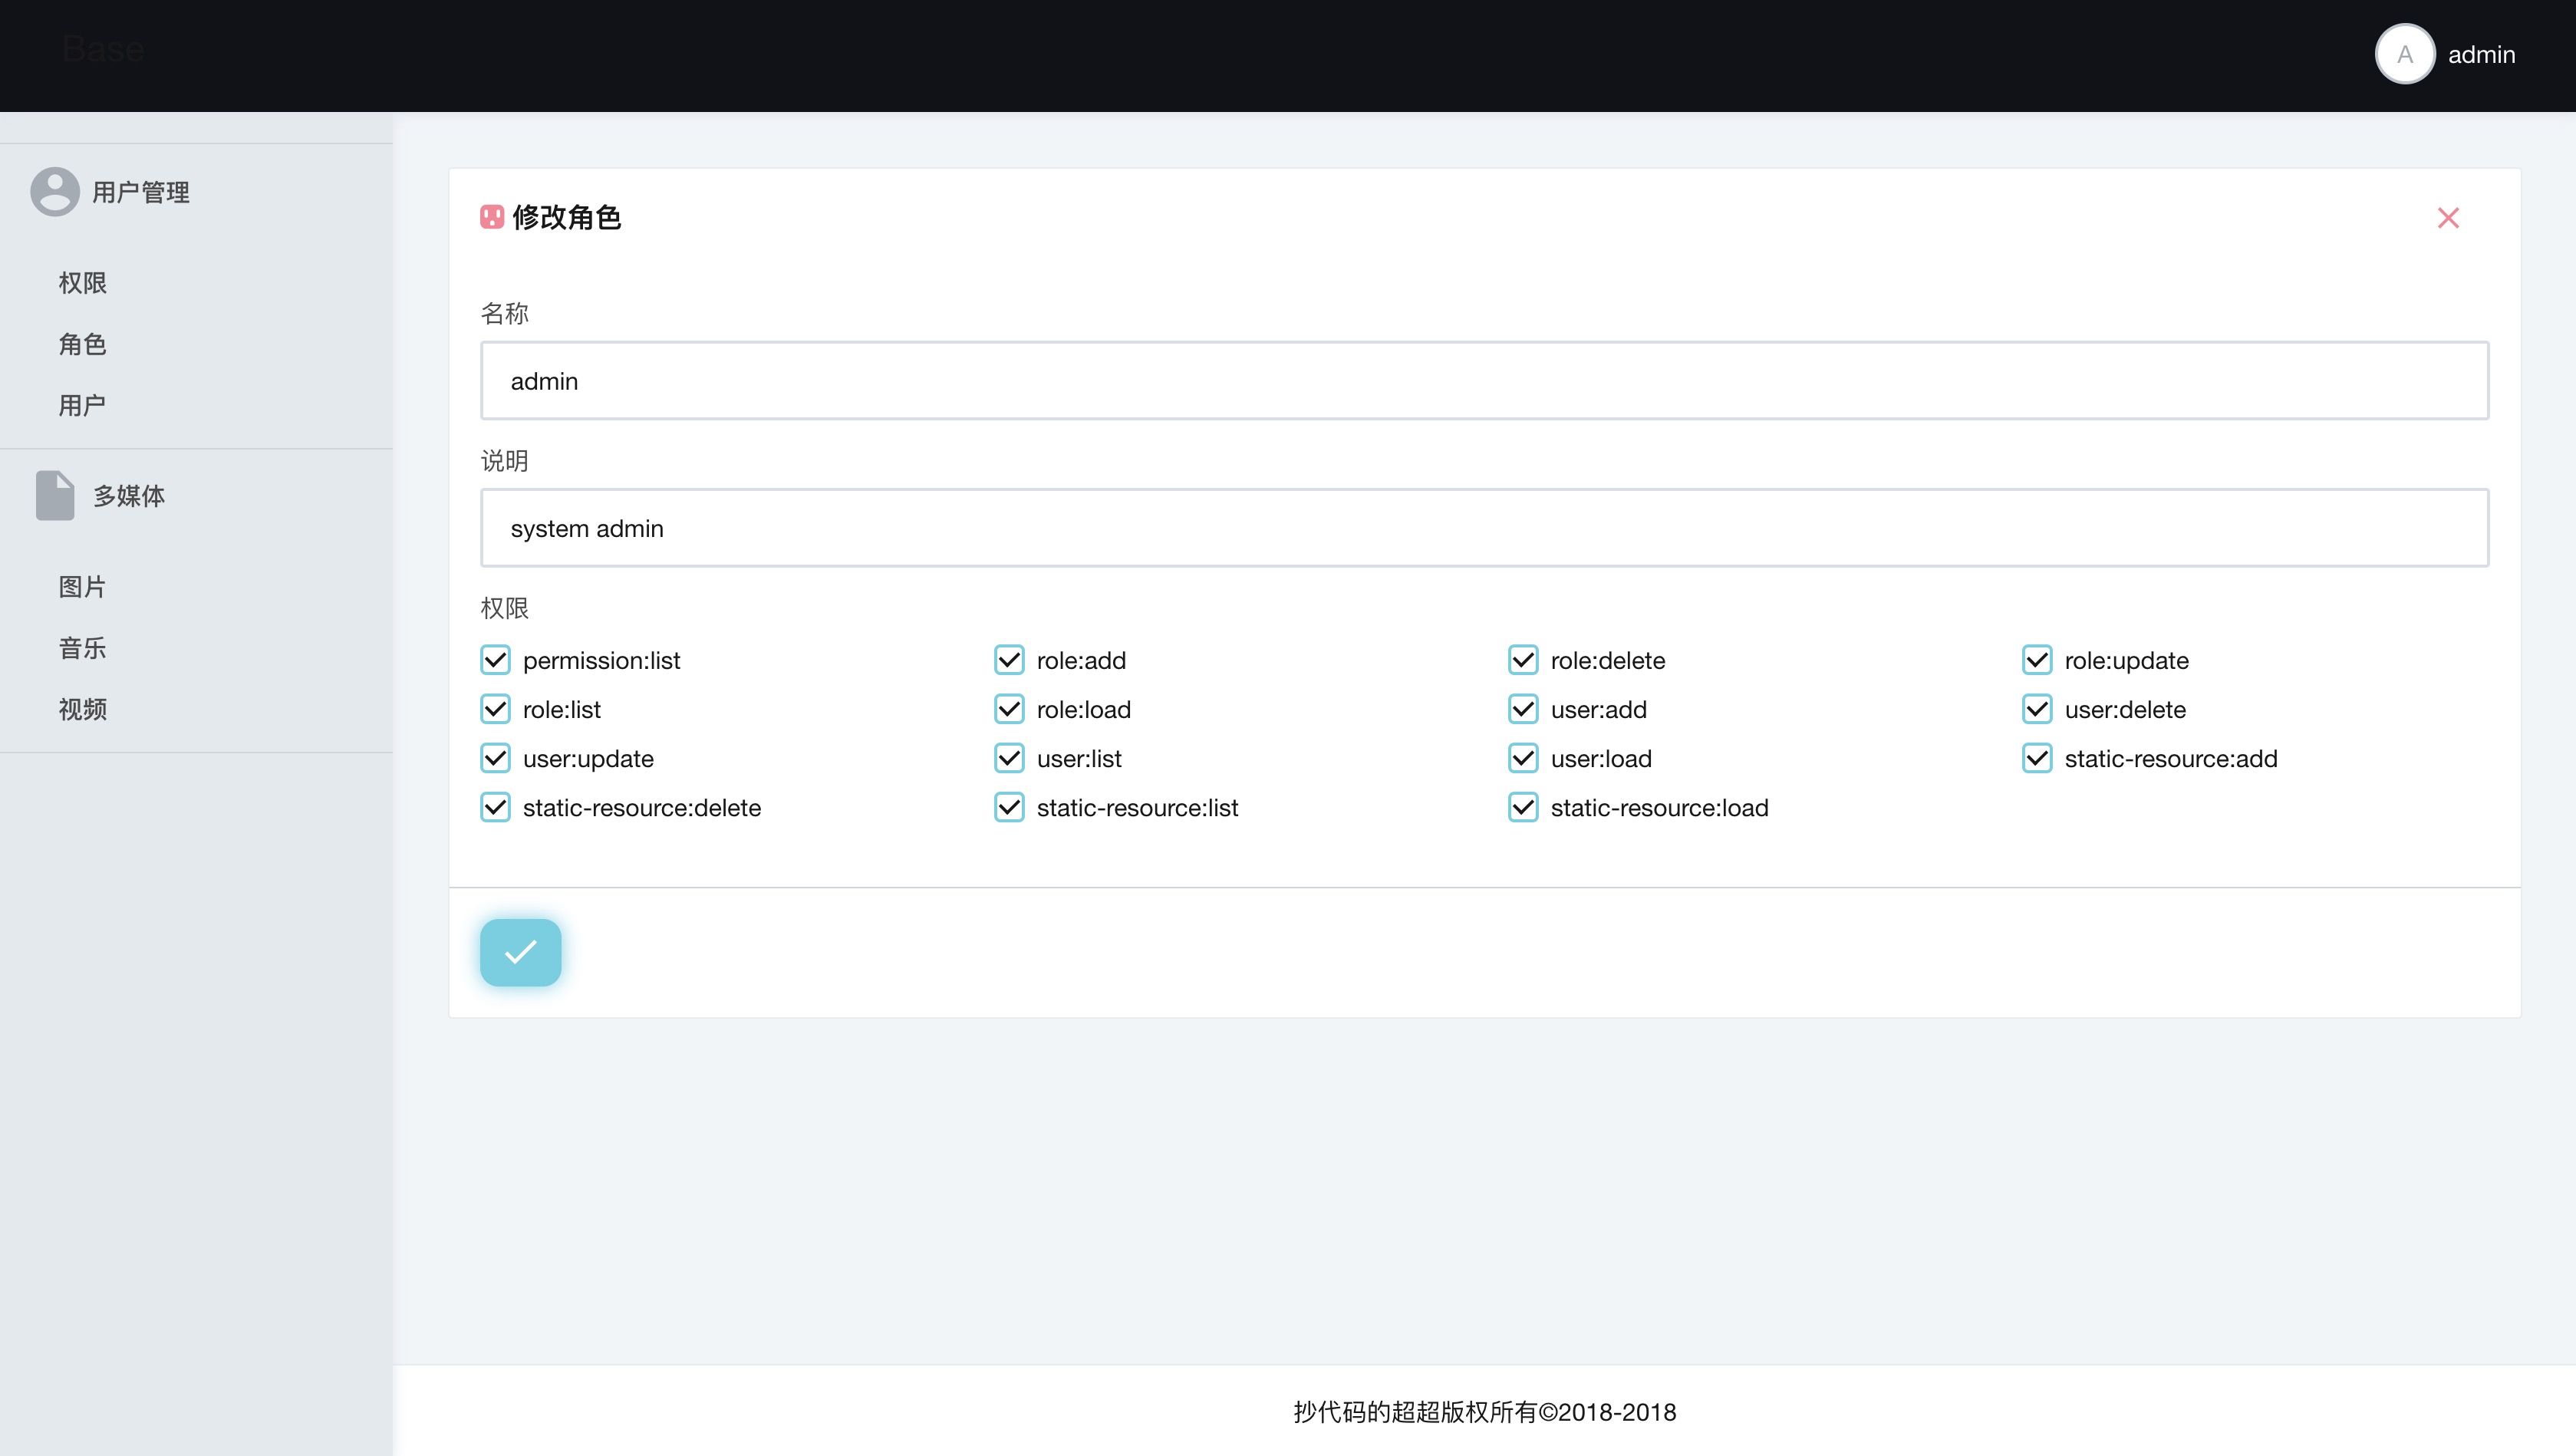 Base
A admin
用户管理
权限
角色
用户
多媒体
图片
音乐
视频
修改角色
名称
admin
说明
system admin
权限
permission:list role:add role:delete role:update
role:list role:load user:add user:delete
user:update user:list user:load static-resource:add
static-resource:delete static-resource:list static-resource:load
抄代码的超超版权所有©2018-2018